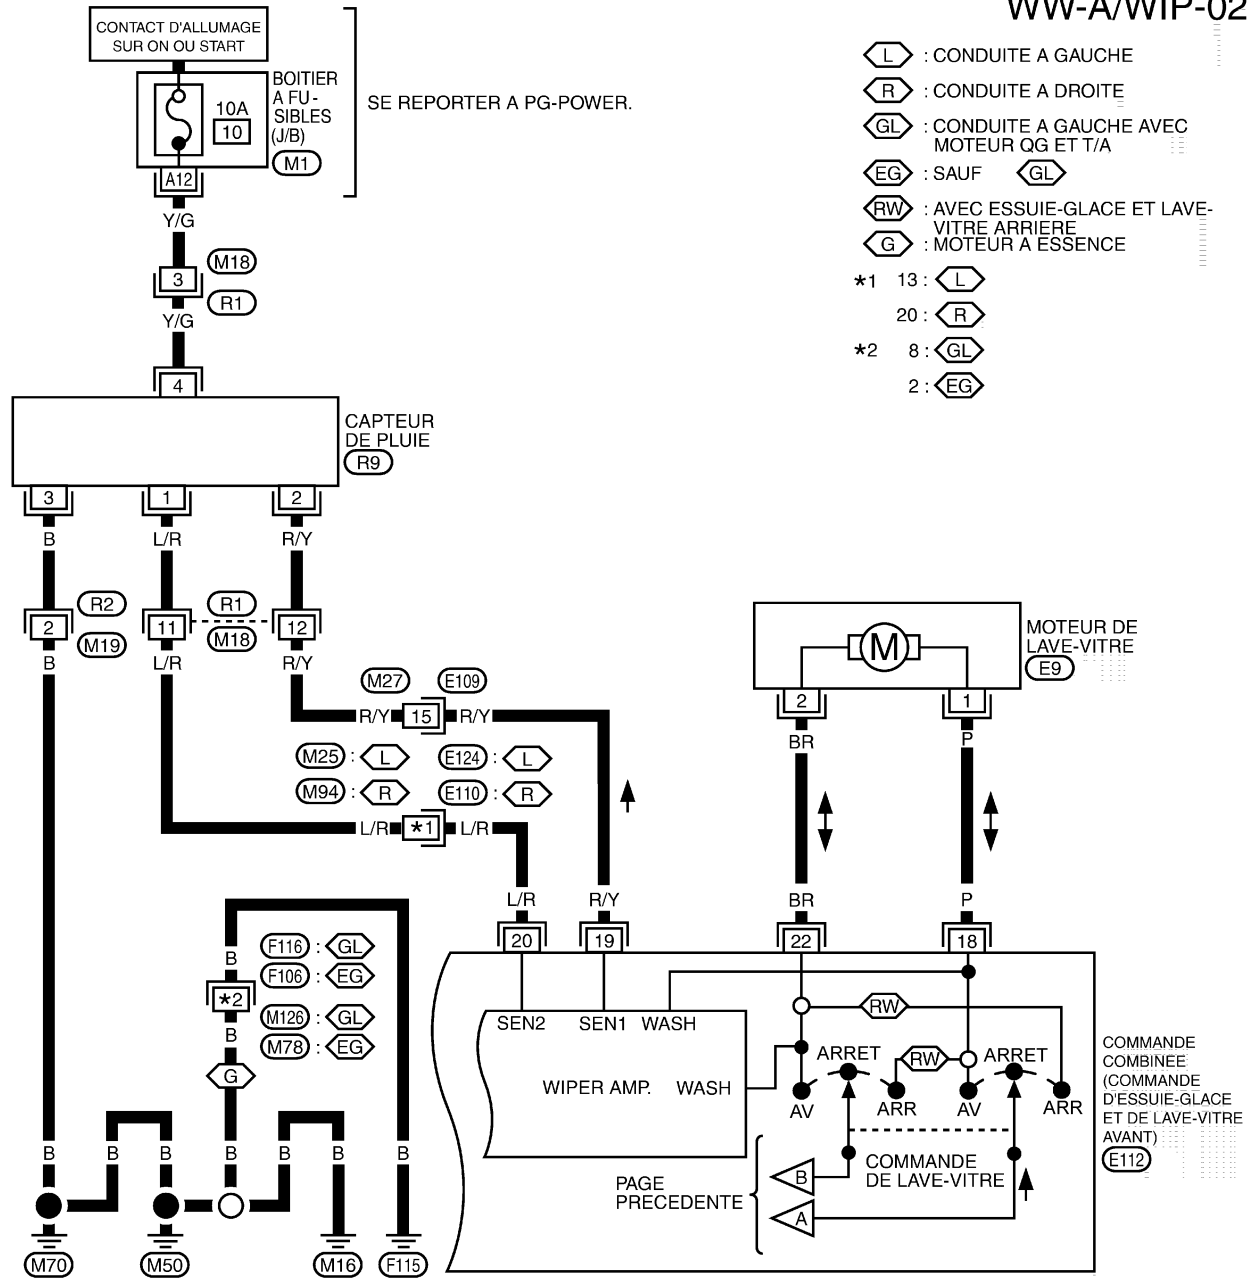 WW-A/WIP-02
CONTACT D'ALLUMAGE
SUR ON OU START
BOITIER
A FU -
SIBLES
(J/B)
10A
10
M1
SE REPORTER A PG-POWER.
A12
Y/G
M18
3
R1
Y/G
4
L : CONDUITE A GAUCHE
R : CONDUITE A DROITE
GL : CONDUITE A GAUCHE AVEC
MOTEUR QG ET T/A
EG : SAUF GL
RW : AVEC ESSUIE-GLACE ET LAVE-
VITRE ARRIERE
G : MOTEUR A ESSENCE
*1 13 : L
20 : R
*2 8 : GL
2 : EG
CAPTEUR
DE PLUIE
R9
3 1 2
B L/R R/Y
R2 R1
2 11 12
M19 M18
B L/R R/Y
M27 E109
R/Y 15 R/Y
M25 : L E124 : L
M94 : R E110 : R
L/R *1 L/R
MOTEUR DE
LAVE-VITRE
E9
M
2 1
BR P
L/R R/Y BR P
20 19 22 18
B
F116 : GL
F106 : EG
*2
M126 : GL
M78 : EG
B
G
B B B B B B
M70 M50 M16 F115
SEN2 SEN1 WASH
WIPER AMP. WASH
RW
ARRET RW ARRET
AV ARR AV ARR
COMMANDE
COMBINEE
(COMMANDE
D'ESSUIE-GLACE
ET DE LAVE-VITRE
AVANT)
E112
PAGE
PRECEDENTE
B
A
COMMANDE
DE LAVE-VITRE